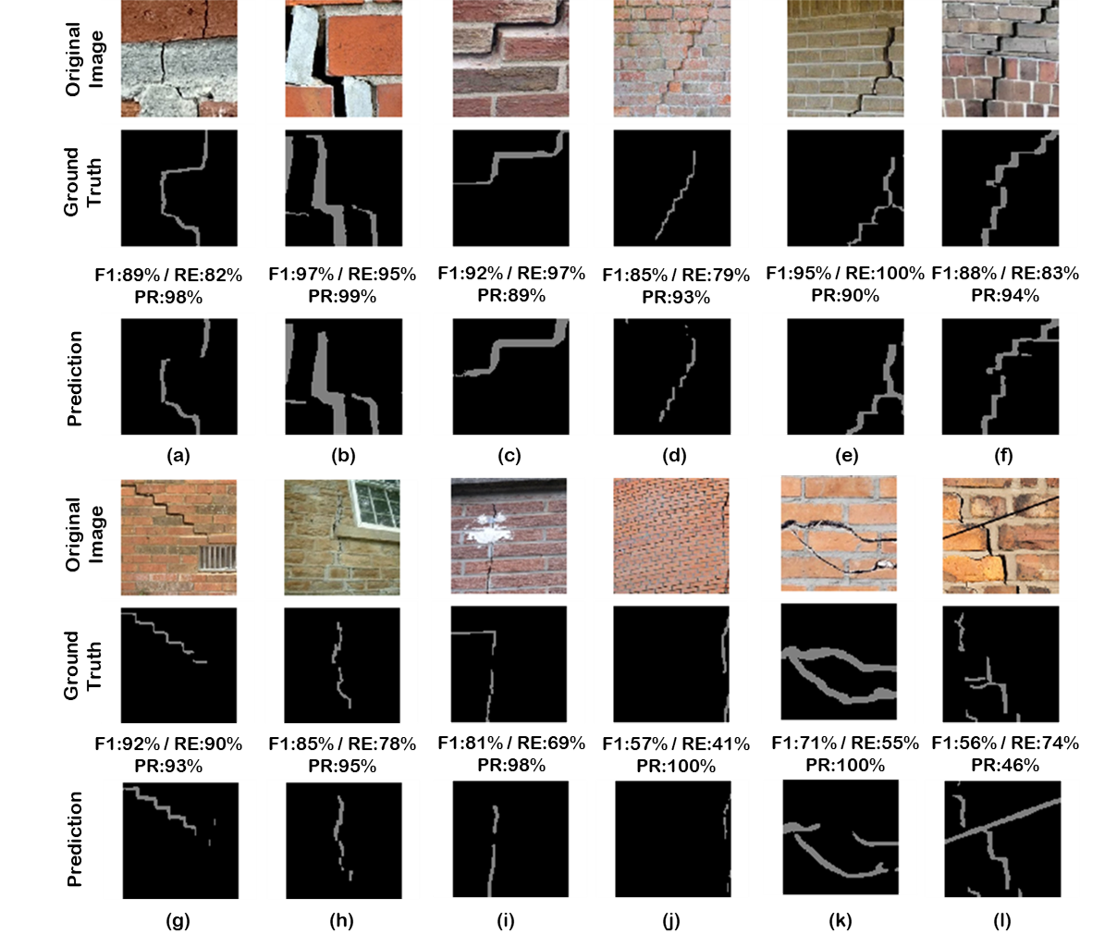 Original
Image
Ground
Truth
F1:89% / RE:82%
PR:98%
F1:97% / RE:95%
PR:99%
F1:92% / RE:97%
PR:89%
F1:85% / RE:79%
PR:93%
F1:95% / RE:100%
PR:90%
F1:88% / RE:83%
PR:94%
Prediction
(a)
(b)
(c)
(d)
(e)
(f)
Original
Image
Ground
Truth
F1:92% / RE:90%
PR:93%
F1:85% / RE:78%
PR:95%
F1:81% / RE:69%
PR:98%
F1:57% / RE:41%
PR:100%
F1:71% / RE:55%
PR:100%
F1:56% / RE:74%
PR:46%
Prediction
(g)
(h)
(i)
(j)
(k)
(l)